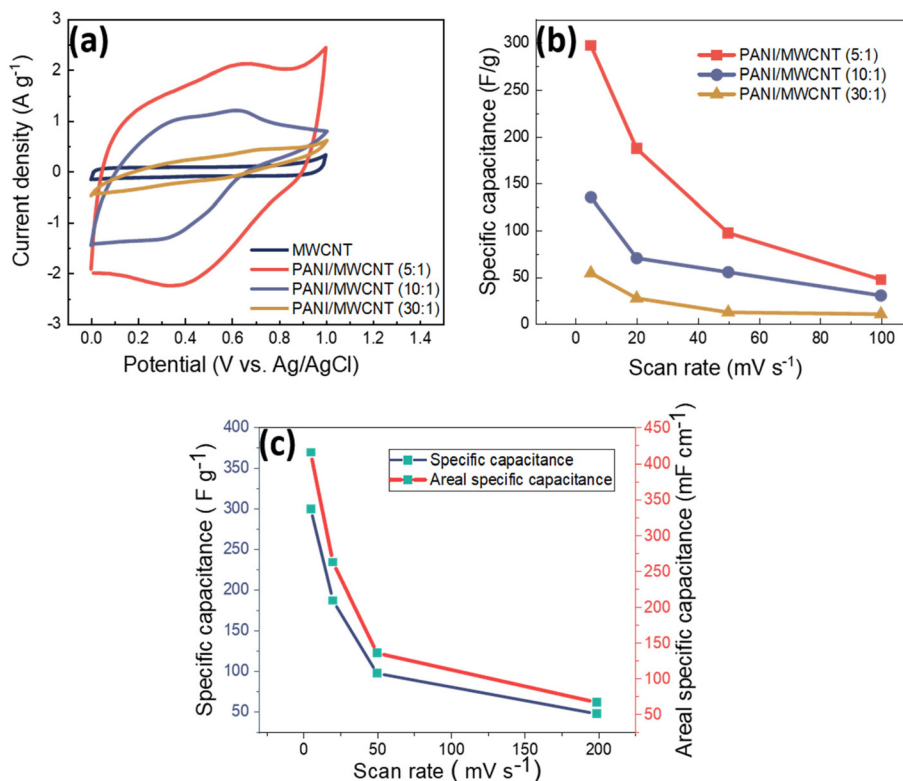 (a)
Current density (A g-1)
3
2
1
0
-1
-2
-3
0.0 0.2 0.4 0.6 0.8 1.0 1.2 1.4
Potential (V vs. Ag/AgCl)
MWCNT
PANI/MWCNT (5:1)
PANI/MWCNT (10:1)
PANI/MWCNT (30:1)
(b)
Specific capacitance (F/g)
300
250
200
150
100
50
0
0 20 40 60 80 100
Scan rate (mV s-1)
PANI/MWCNT (5:1)
PANI/MWCNT (10:1)
PANI/MWCNT (30:1)
(c)
Specific capacitance ( F g-1)
400
350
300
250
200
150
100
50
Specific capacitance
Areal specific capacitance
0 50 100 150 200
Scan rate ( mV s-1)
450
400
350
300
250
200
150
100
50
Areal specific capacitance (mF cm-1)